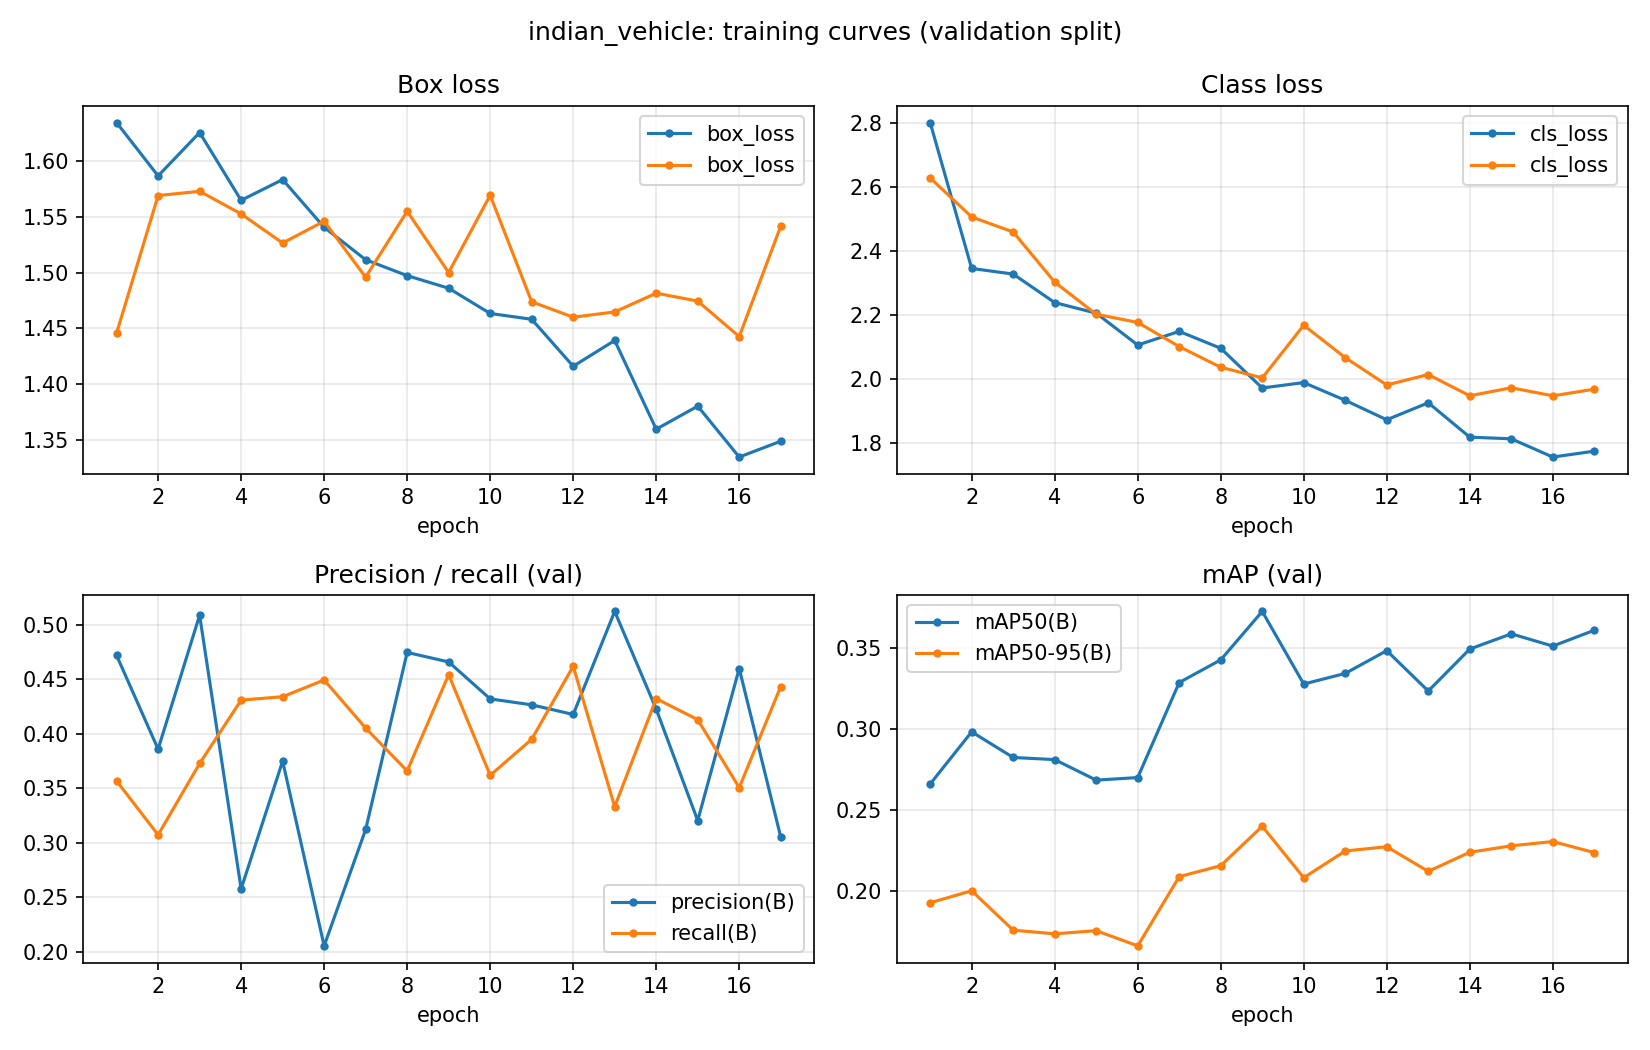 indian_vehicle: training curves (validation split)
Box loss
box_loss
box_loss
1.60
1.55
1.50
1.45
1.40
1.35
2 4 6 8 10 12 14 16
epoch
Class loss
cls_loss
cls_loss
2.8
2.6
2.4
2.2
2.0
1.8
2 4 6 8 10 12 14 16
epoch
Precision / recall (val)
0.50
0.45
0.40
0.35
0.30
0.25
0.20
precision(B)
recall(B)
2 4 6 8 10 12 14 16
epoch
mAP (val)
mAP50(B)
mAP50-95(B)
0.35
0.30
0.25
0.20
2 4 6 8 10 12 14 16
epoch